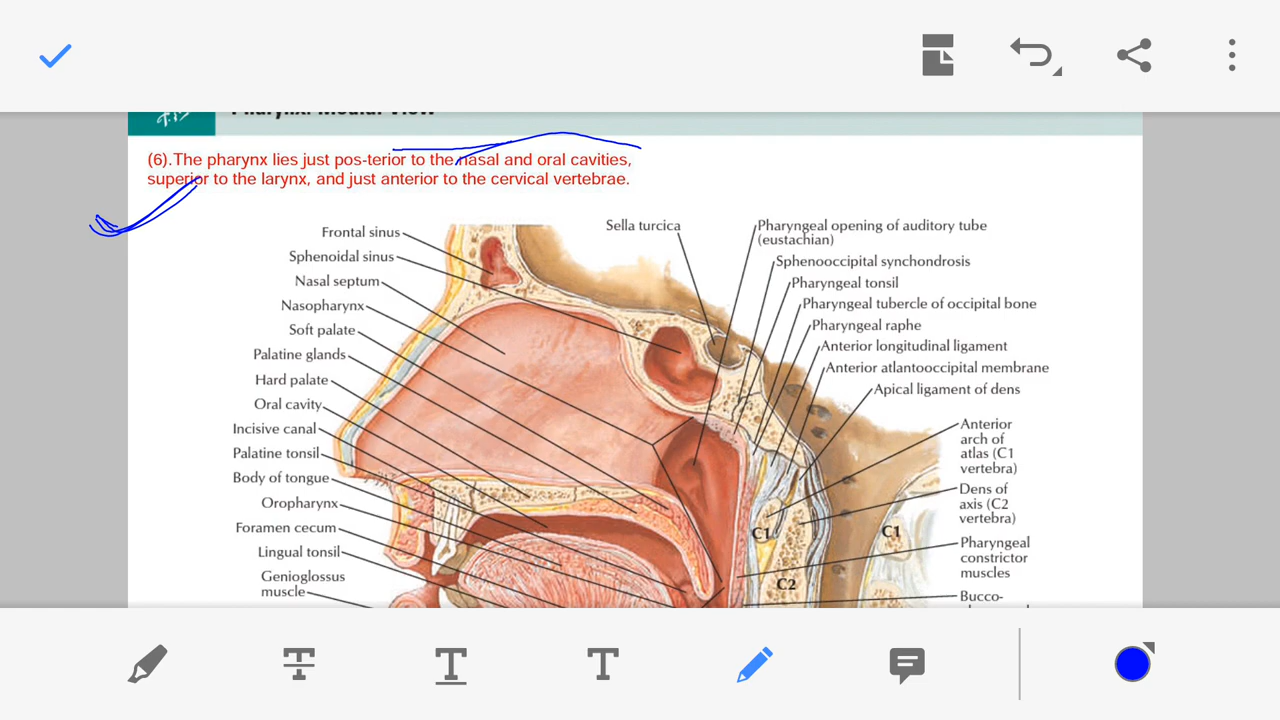 Pharynx: Medial View
(6).The pharynx lies just pos-terior to the nasal and oral cavities,
superior to the larynx, and just anterior to the cervical vertebrae.
Frontal sinus
Sphenoidal sinus
Nasal septum
Nasopharynx
Soft palate
Palatine glands
Hard palate
Oral cavity
Incisive canal
Palatine tonsil
Body of tongue
Oropharynx
Foramen cecum
Lingual tonsil
Genioglossus
muscle
Sella turcica
Pharyngeal opening of auditory tube
(eustachian)
Sphenooccipital synchondrosis
Pharyngeal tonsil
Pharyngeal tubercle of occipital bone
Pharyngeal raphe
Anterior longitudinal ligament
Anterior atlantooccipital membrane
Apical ligament of dens
Anterior
arch of
atlas (C1
vertebra)
Dens of
axis (C2
vertebra)
Pharyngeal
constrictor
muscles
Bucco-
C1
C2
C1
T
T
T